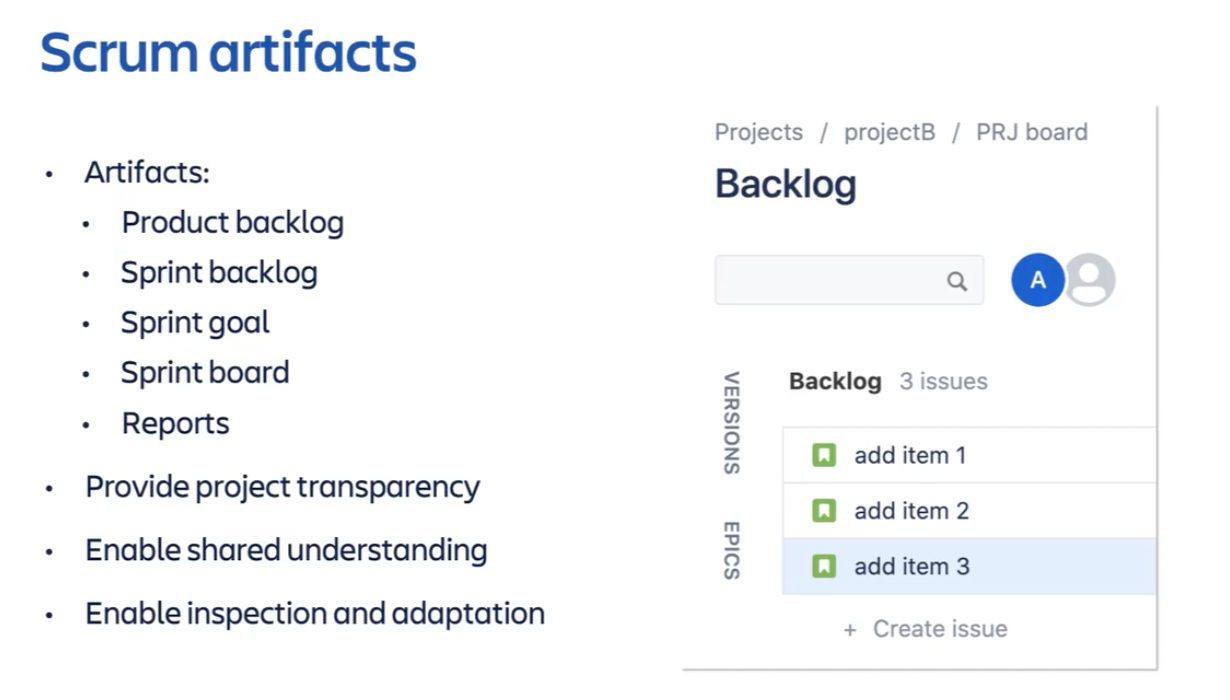 Scrum artifacts
• Artifacts:
• Product backlog
• Sprint backlog
• Sprint goal
• Sprint board
• Reports
• Provide project transparency
• Enable shared understanding
• Enable inspection and adaptation
Projects / projectB / PRJ board
Backlog
A
VERSIONS
EPICS
Backlog 3 issues
add item 1
add item 2
add item 3
+ Create issue